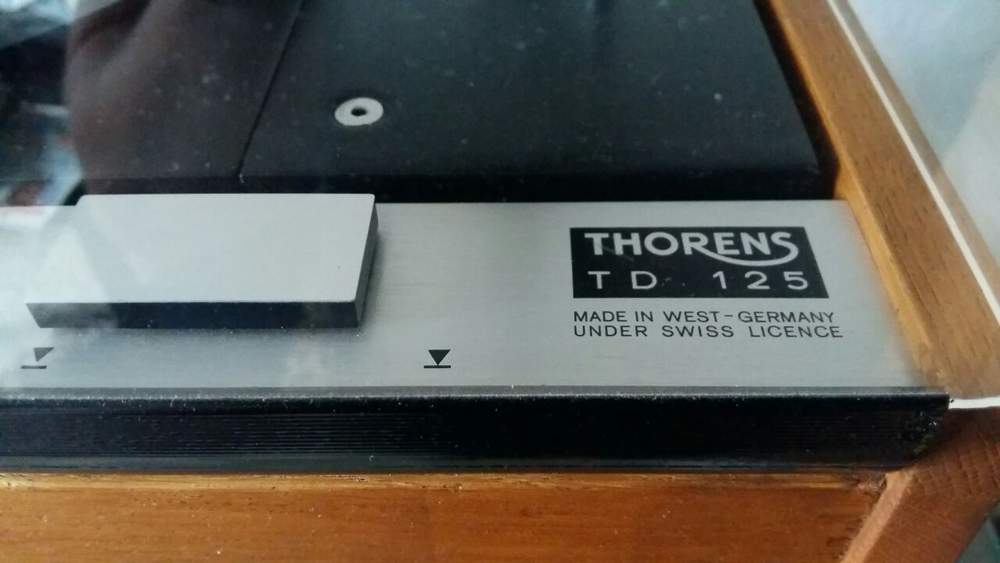 THORENS
TD 125
MADE IN WEST-GERMANY
UNDER SWISS LICENCE